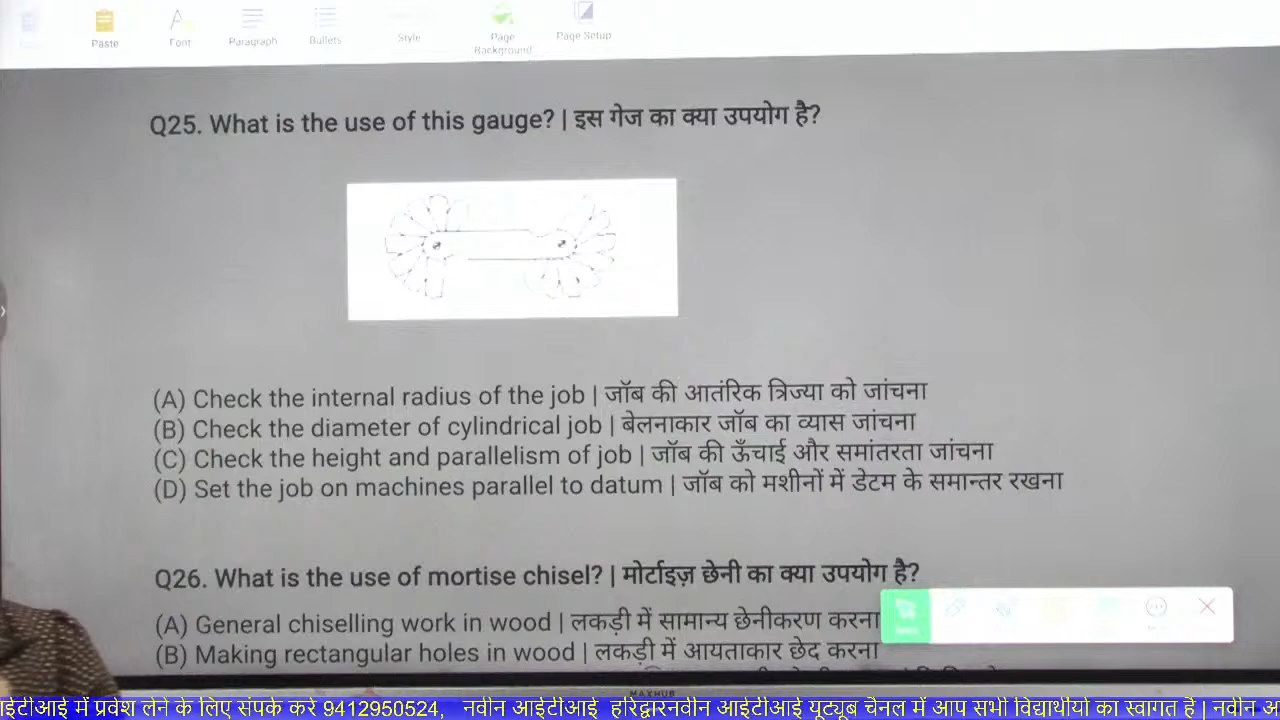 Paste
Font
Paragraph
Bullets
Style
Page Background
Page Setup
Q25. What is the use of this gauge? | इस गेज का क्या उपयोग है?
(A) Check the internal radius of the job | जॉब की आतंरिक त्रिज्या को जांचना
(B) Check the diameter of cylindrical job | बेलनाकार जॉब का व्यास जांचना
(C) Check the height and parallelism of job | जॉब की ऊँचाई और समांतरता जांचना
(D) Set the job on machines parallel to datum | जॉब को मशीनों में डेटम के समान्तर रखना
Q26. What is the use of mortise chisel? | मोर्टाइज़ छेनी का क्या उपयोग है?
(A) General chiselling work in wood | लकड़ी में सामान्य छेनीकरण करना
(B) Making rectangular holes in wood | लकड़ी में आयताकार छेद करना
MAXHUB
आईटीआई में प्रवेश लेने के लिए संपर्क करें 9412950524, नवीन आईटीआई हरिद्वारनवीन आईटीआई यूट्यूब चैनल में आप सभी विद्यार्थीयो का स्वागत है | नवीन